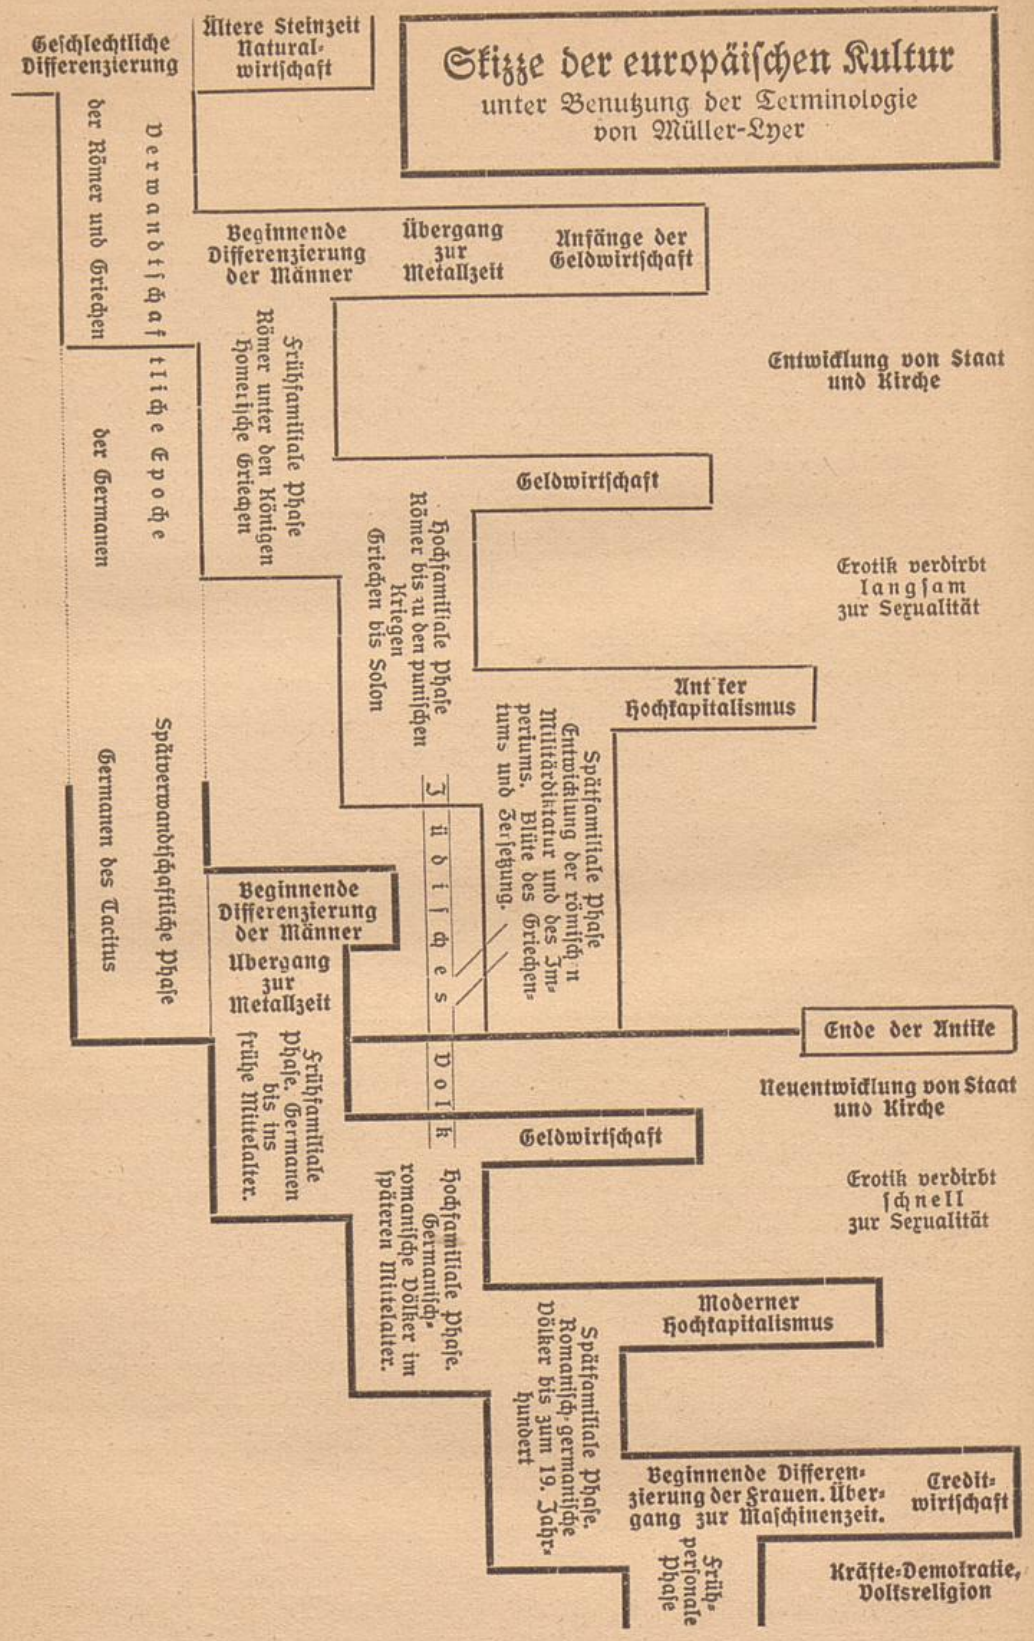 Geschlechtliche
Differenzierung
Ältere Steinzeit
Natural-
wirtschaft
Skizze der europäischen Kultur
unter Benutzung der Terminologie
von Müller-Lyer
Verwandtschaftliche Epoche
der Römer und Griechen
der Germanen
Beginnende
Differenzierung
der Männer
Übergang
zur
Metallzeit
Anfänge der
Geldwirtschaft
Frühfamiliale Phase
Römer unter den Königen
Homerische Griechen
Entwicklung von Staat
und Kirche
Geldwirtschaft
Hochfamiliale Phase
Römer bis zu den punischen
Kriegen
Griechen bis Solon
Erotik verdirbt
langsam
zur Sexualität
Ant ker
Hochkapitalismus
Spätfamiliale Phase
Entwicklung der römisch n
Militärdiktatur und des Im-
periums. Blüte des Griechen-
tums und Zersetzung.
Jüdisches Volk
Spätverwandtschaftliche Phase
Germanen des Tacitus
Beginnende
Differenzierung
der Männer
Übergang
zur
Metallzeit
Ende der Antike
Neuentwicklung von Staat
und Kirche
Frühfamiliale
Phase. Germanen
bis ins
frühe Mittelalter.
Geldwirtschaft
Erotik verdirbt
schnell
zur Sexualität
Hochfamiliale Phase.
Germanisch-
romanische Völker im
späteren Mittelalter.
Moderner
Hochkapitalismus
Spätfamiliale Phase.
Romanisch-germanische
Völker bis zum 19. Jahr-
hundert
Beginnende Differen-
zierung der Frauen. Über-
gang zur Maschinenzeit.
Credit-
wirtschaft
Früh-
personale
Phase
Kräfte-Demokratie,
Volksreligion